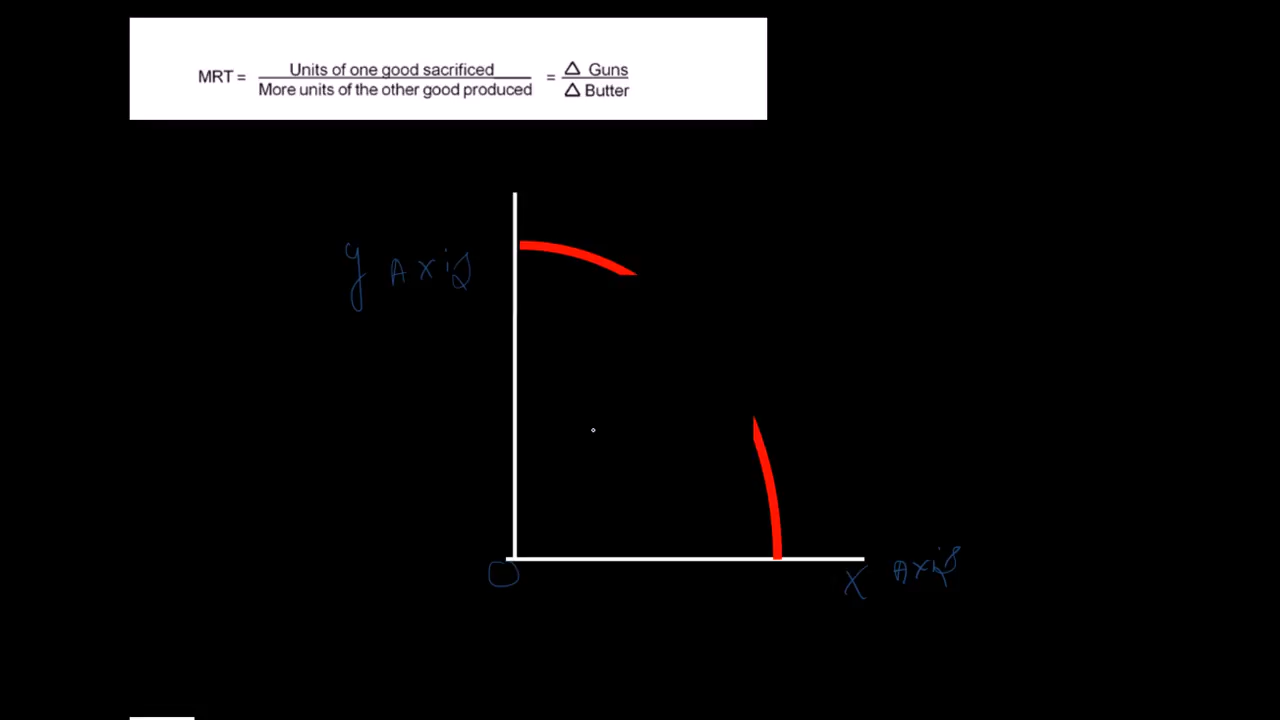 MRT = Units of one good sacrificed / More units of the other good produced = △ Guns / △ Butter
y AxiS
O
X AxiS